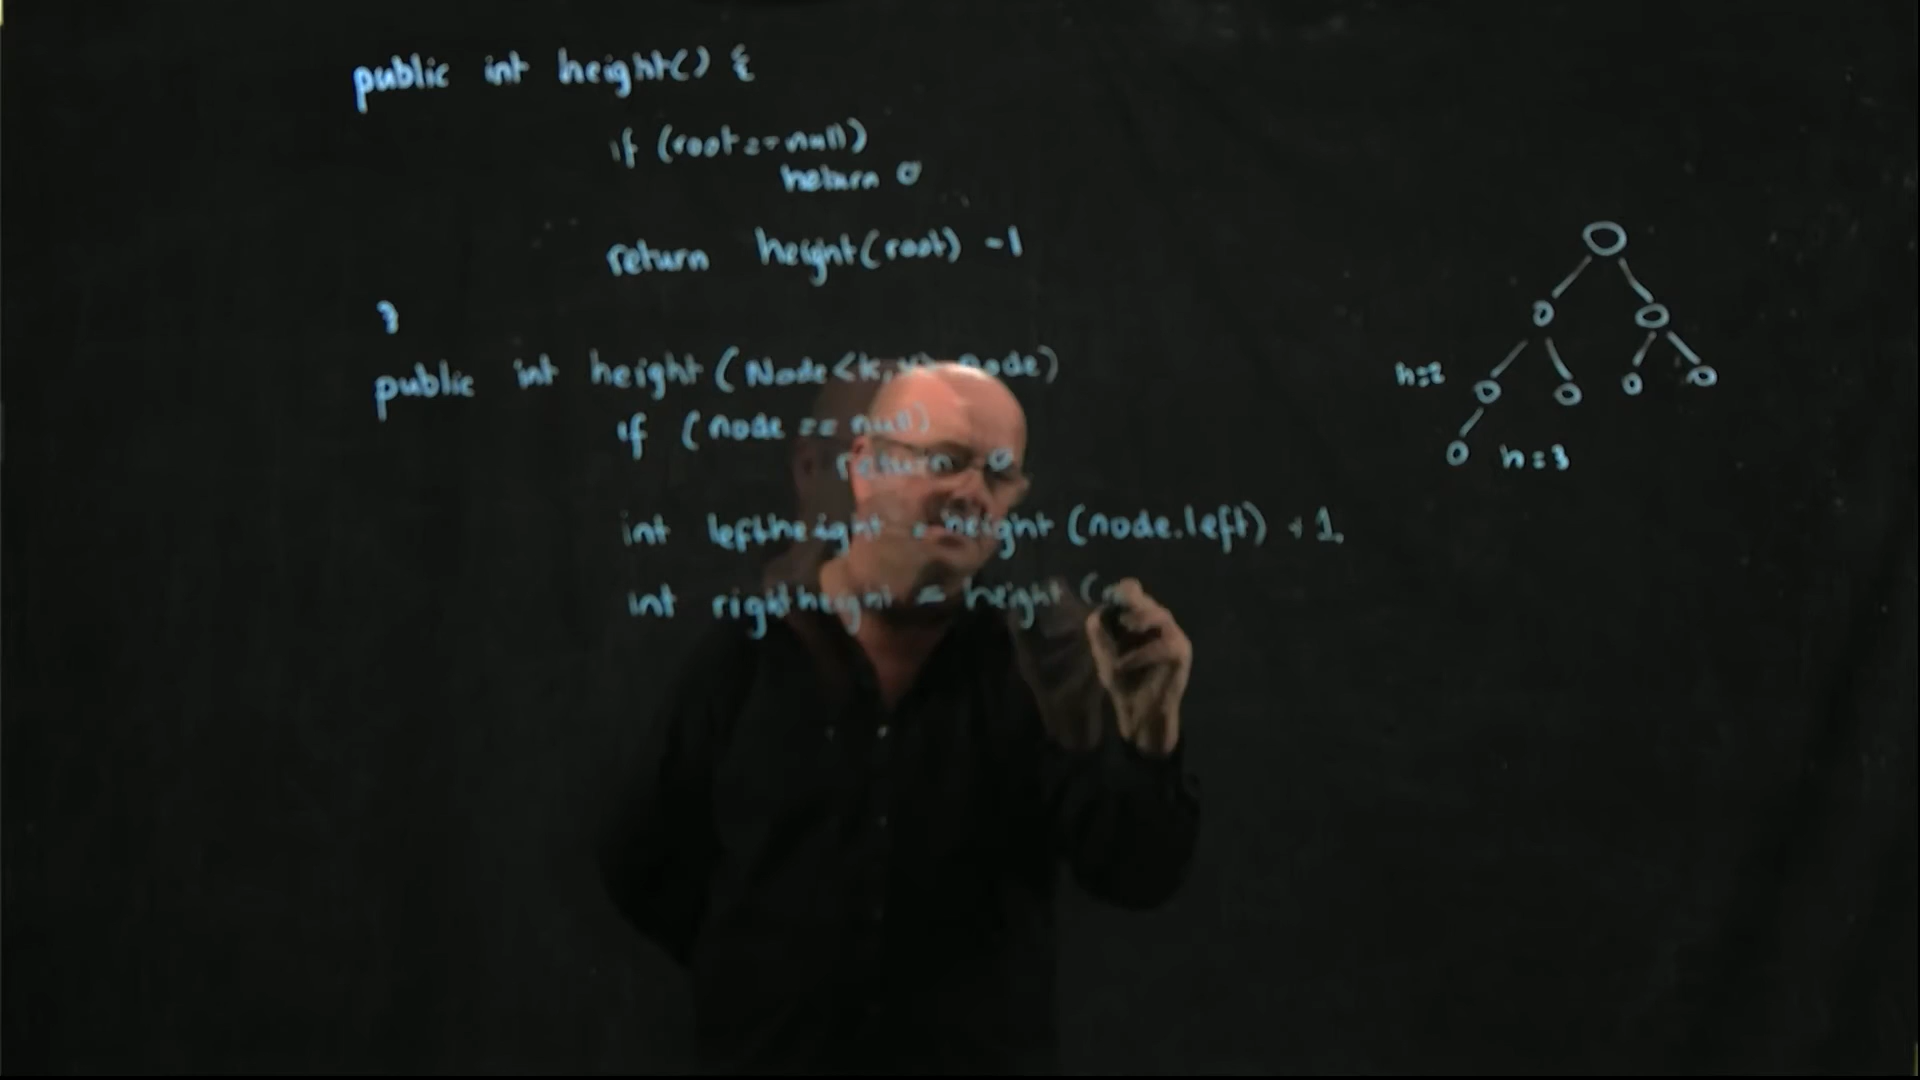 public int height() {
if (root == null)
return 0
return height(root) -1
}
public int height (Node<k,v> node)
if (node == null)
return 0
int leftheight = height (node.left) + 1.
int rightheight = height (n
h=2
h=3